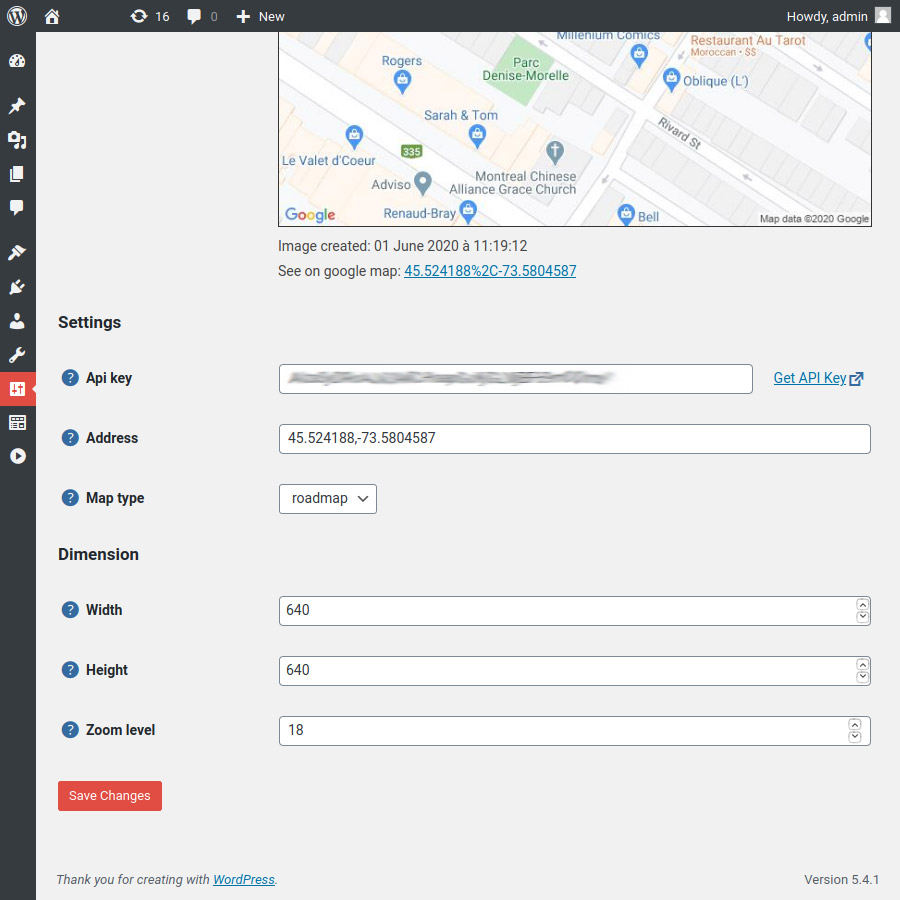 16 0 New Howdy, admin
Millenium Comics
Restaurant Au Tarot
Moroccan • $$
Rogers
Parc
Denise-Morelle
Oblique (L')
Sarah & Tom
Rivard St
335
Le Valet d'Coeur
Montreal Chinese
Alliance Grace Church
Adviso
Renaud-Bray
Bell
Google
Map data ©2020 Google
Image created: 01 June 2020 à 11:19:12
See on google map: 45.524188%2C-73.5804587
Settings
? Api key
Get API Key
? Address 45.524188,-73.5804587
? Map type roadmap
Dimension
? Width 640
? Height 640
? Zoom level 18
Save Changes
Thank you for creating with WordPress. Version 5.4.1